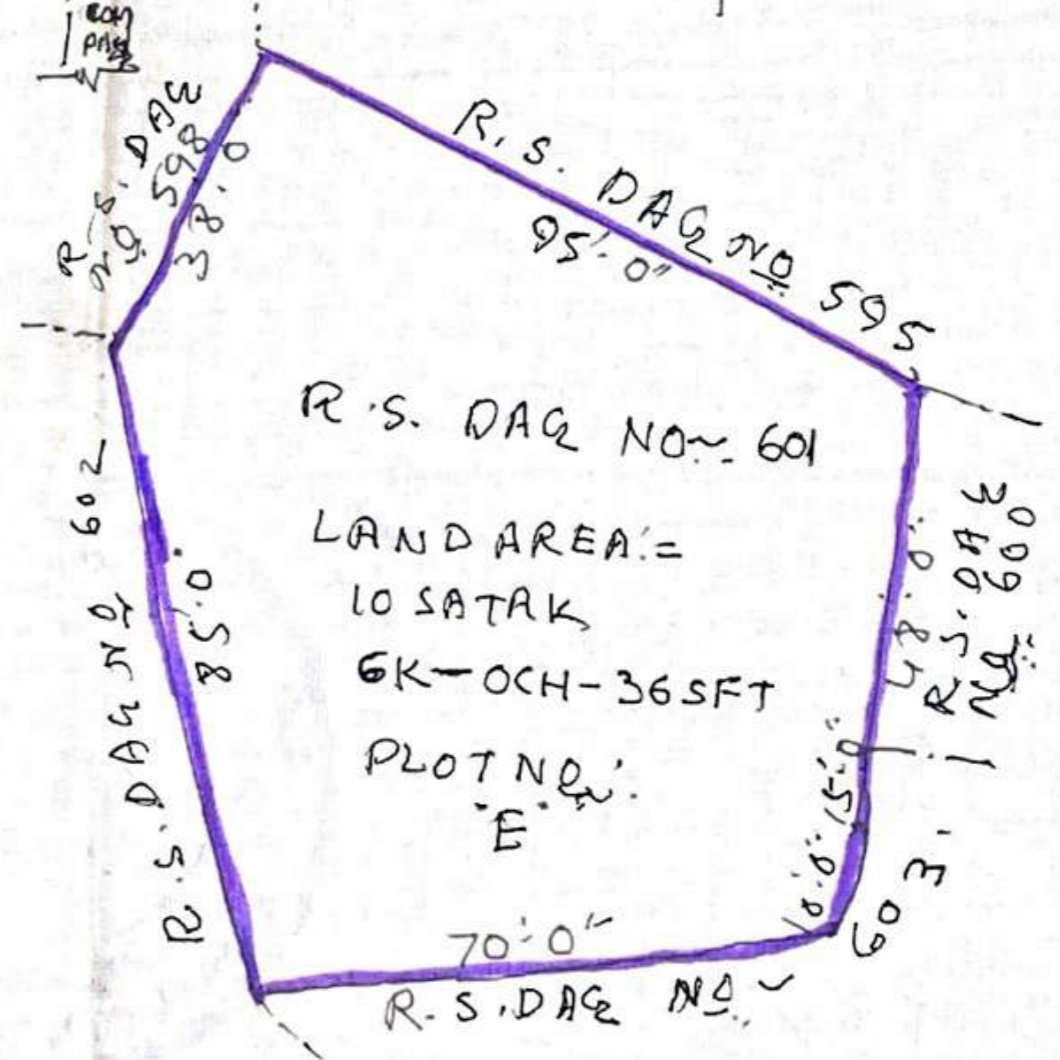 R.S. DAG
NO 598
38'.0
R.S. DAG NO 595
95'.0"
R.S. DAG NO 601
LAND AREA:=
10 SATAK
6K-0CH-36SFT
PLOT NO:
"E"
R.S. DAG NO 602
85'.0
R.S. DAG
NO 600
48'.0
15'-0"
10'.0"
70'-0"
R.S. DAG NO
603